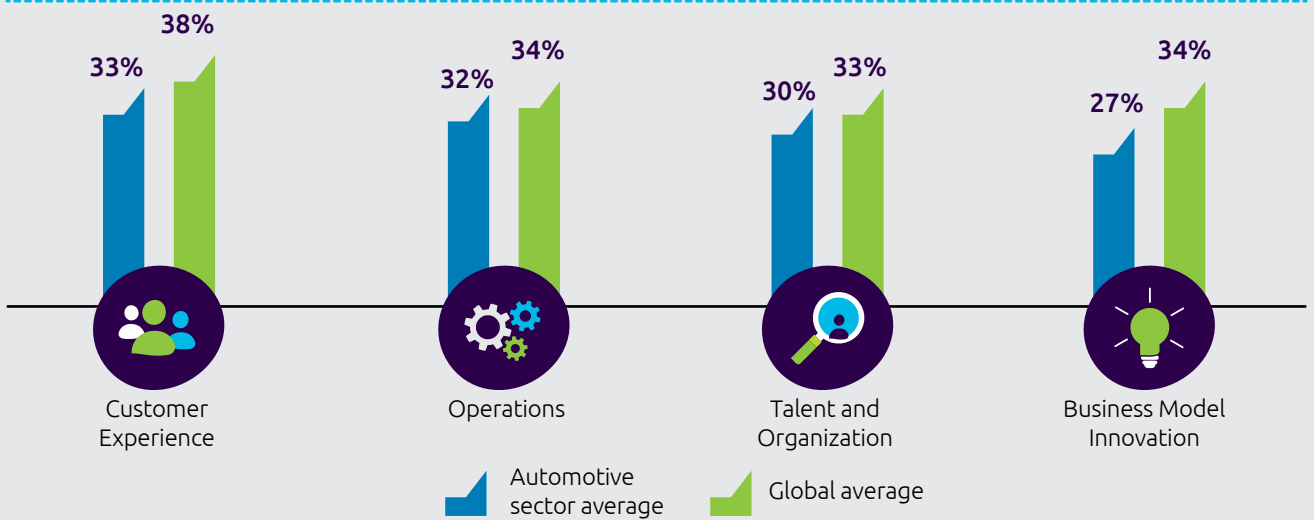 33%
38%
32%
34%
30%
33%
27%
34%
Customer
Experience
Operations
Talent and
Organization
Business Model
Innovation
Automotive
sector average
Global average